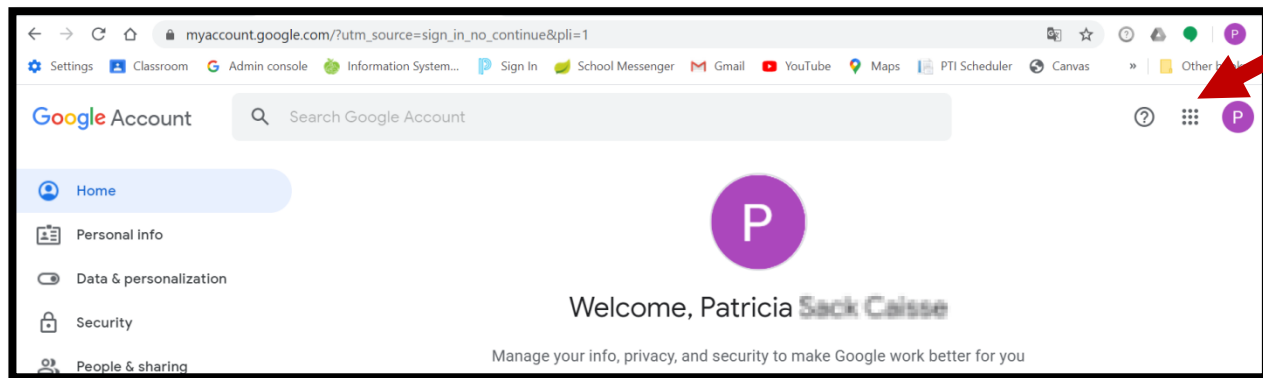 myaccount.google.com/?utm_source=sign_in_no_continue&pli=1 P
Settings Classroom G Admin console Information System... Sign In School Messenger M Gmail YouTube Maps PTI Scheduler Canvas » Other
Google Account Search Google Account ? P
Home
P
Personal info
Data & personalization
Welcome, Patricia
Security
Manage your info, privacy, and security to make Google work better for you
People & sharing